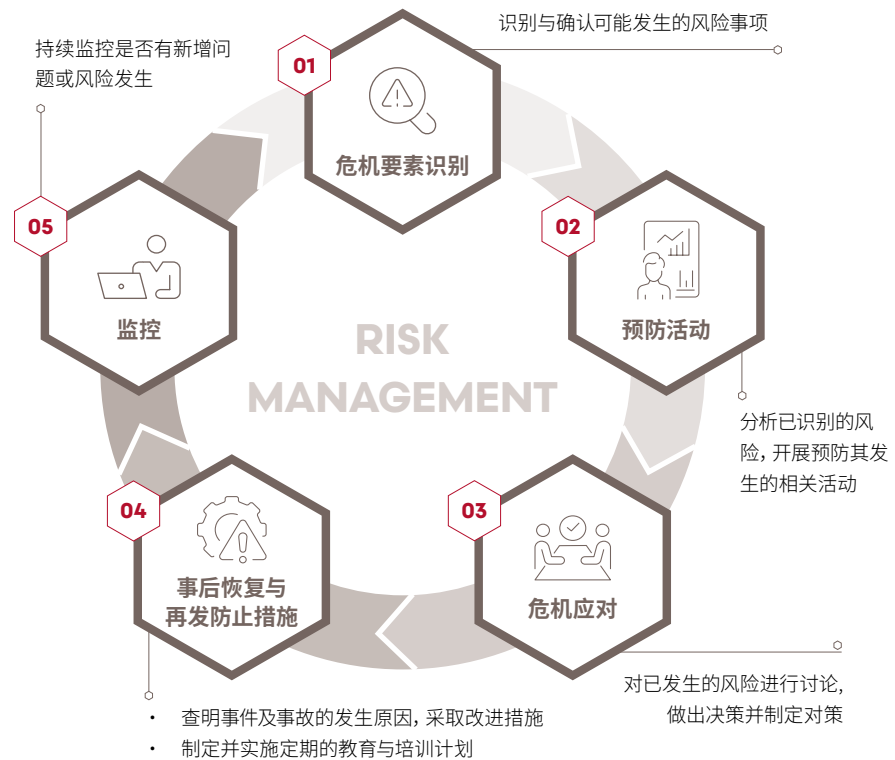 01
危机要素识别
识别与确认可能发生的风险事项
02
预防活动
分析已识别的风
险，开展预防其发
生的相关活动
03
危机应对
对已发生的风险进行讨论，
做出决策并制定对策
04
事后恢复与
再发防止措施
• 查明事件及事故的发生原因，采取改进措施
• 制定并实施定期的教育与培训计划
05
监控
持续监控是否有新增问
题或风险发生
RISK
MANAGEMENT